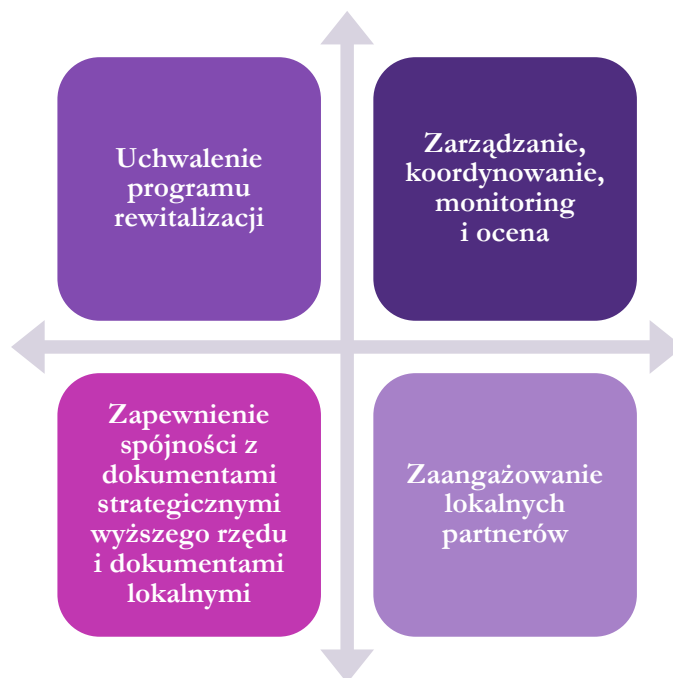 Uchwalenie
programu
rewitalizacji
Zarządzanie,
koordynowanie,
monitoring
i ocena
Zapewnienie
spójności z
dokumentami
strategicznymi
wyższego rzędu
i dokumentami
lokalnymi
Zaangażowanie
lokalnych
partnerów